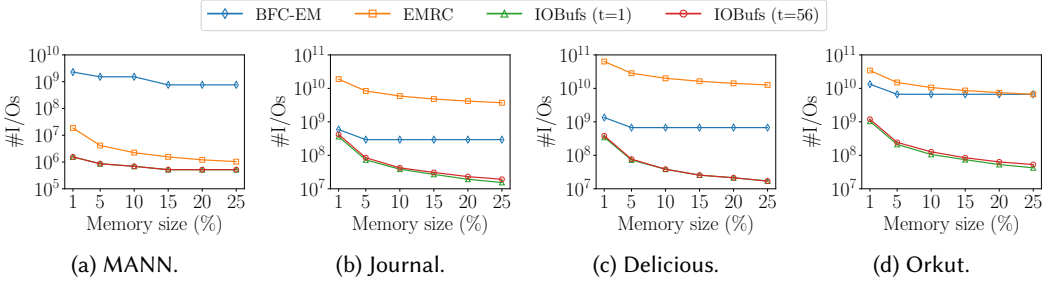 BFC-EM EMRC IOBufs (t=1) IOBufs (t=56)
10^10
10^9
10^8
10^7
10^6
10^5
#I/Os
1 5 10 15 20 25
Memory size (%)
(a) MANN.
10^11
10^10
10^9
10^8
10^7
#I/Os
1 5 10 15 20 25
Memory size (%)
(b) Journal.
10^11
10^10
10^9
10^8
10^7
#I/Os
1 5 10 15 20 25
Memory size (%)
(c) Delicious.
10^11
10^10
10^9
10^8
10^7
#I/Os
1 5 10 15 20 25
Memory size (%)
(d) Orkut.